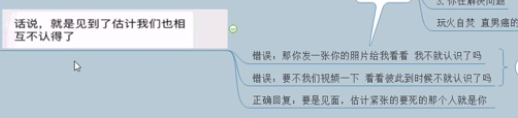 3. 你在解决问题
玩火自焚 直男癌的
话说，就是见到了估计我们也相
互不认得了
错误：那你发一张你的照片给我看看 我不就认识了吗
错误：要不我们视频一下 看看彼此到时候不就认识了吗
正确回复：要是见面，估计紧张的要死的那个人就是你